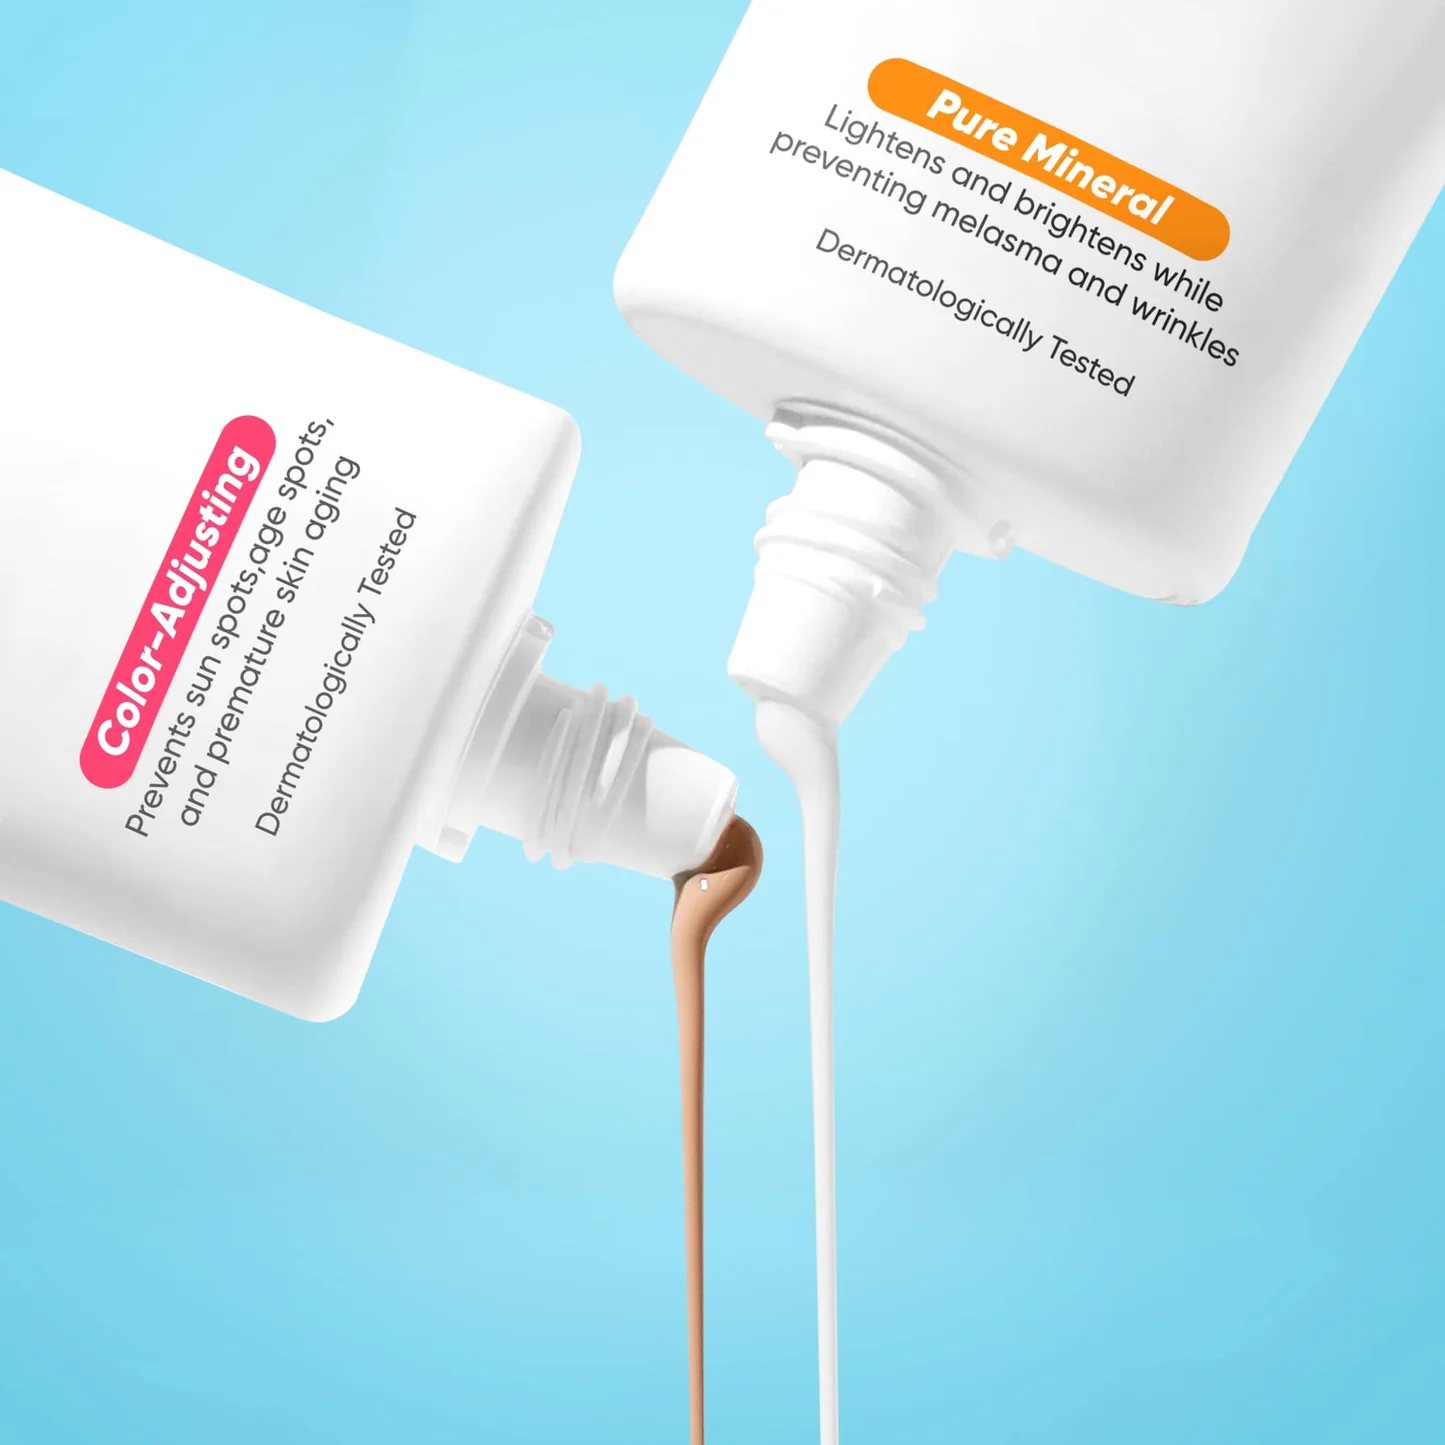 Pure Mineral
Lightens and brightens while
preventing melasma and wrinkles
Dermatologically Tested
Color-Adjusting
Prevents sun spots,age spots,
and premature skin aging
Dermatologically Tested